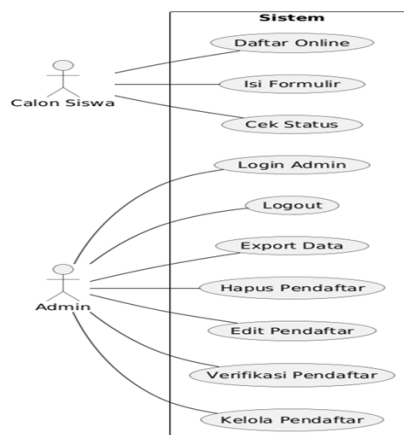 Sistem
Daftar Online
Isi Formulir
Calon Siswa
Cek Status
Login Admin
Logout
Export Data
Hapus Pendaftar
Admin
Edit Pendaftar
Verifikasi Pendaftar
Kelola Pendaftar